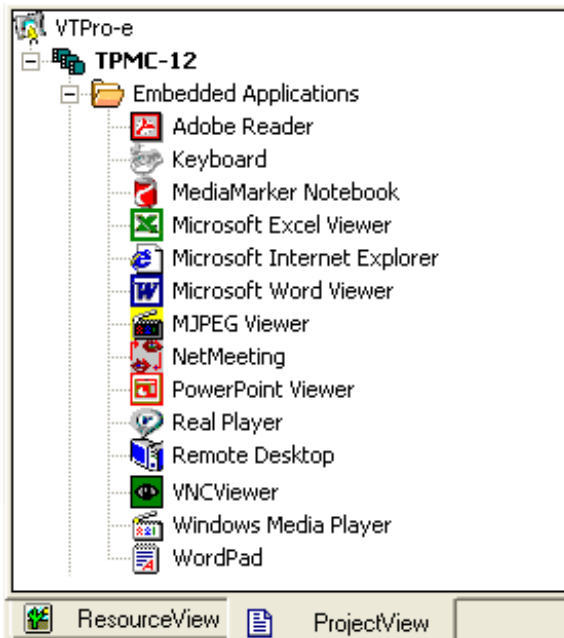 VTPro-e
TPMC-12
Embedded Applications
Adobe Reader
Keyboard
MediaMarker Notebook
Microsoft Excel Viewer
Microsoft Internet Explorer
Microsoft Word Viewer
MJPEG Viewer
NetMeeting
PowerPoint Viewer
Real Player
Remote Desktop
VNCViewer
Windows Media Player
WordPad
ResourceView ProjectView